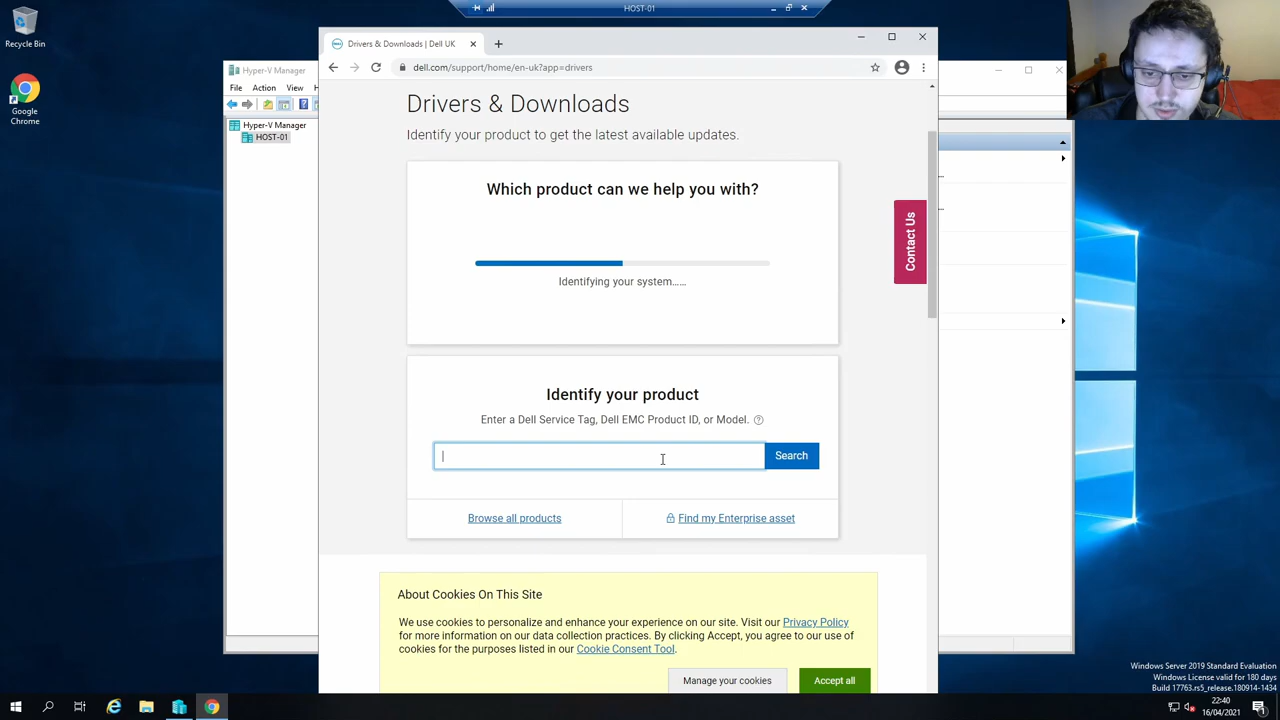 HOST-01
Recycle Bin
Google
Chrome
Hyper-V Manager
File
Action
View
Hyper-V Manager
HOST-01
Drivers & Downloads | Dell UK
dell.com/support/home/en-uk?app=drivers
Drivers & Downloads
Identify your product to get the latest available updates.
Which product can we help you with?
Identifying your system......
Contact Us
Identify your product
Enter a Dell Service Tag, Dell EMC Product ID, or Model.
Search
Browse all products
Find my Enterprise asset
About Cookies On This Site
We use cookies to personalize and enhance your experience on our site. Visit our Privacy Policy
for more information on our data collection practices. By clicking Accept, you agree to our use of
cookies for the purposes listed in our Cookie Consent Tool.
Manage your cookies
Accept all
Windows Server 2019 Standard Evaluation
Windows License valid for 180 days
Build 17763.rs5_release.180914-1434
22:40
16/04/2021